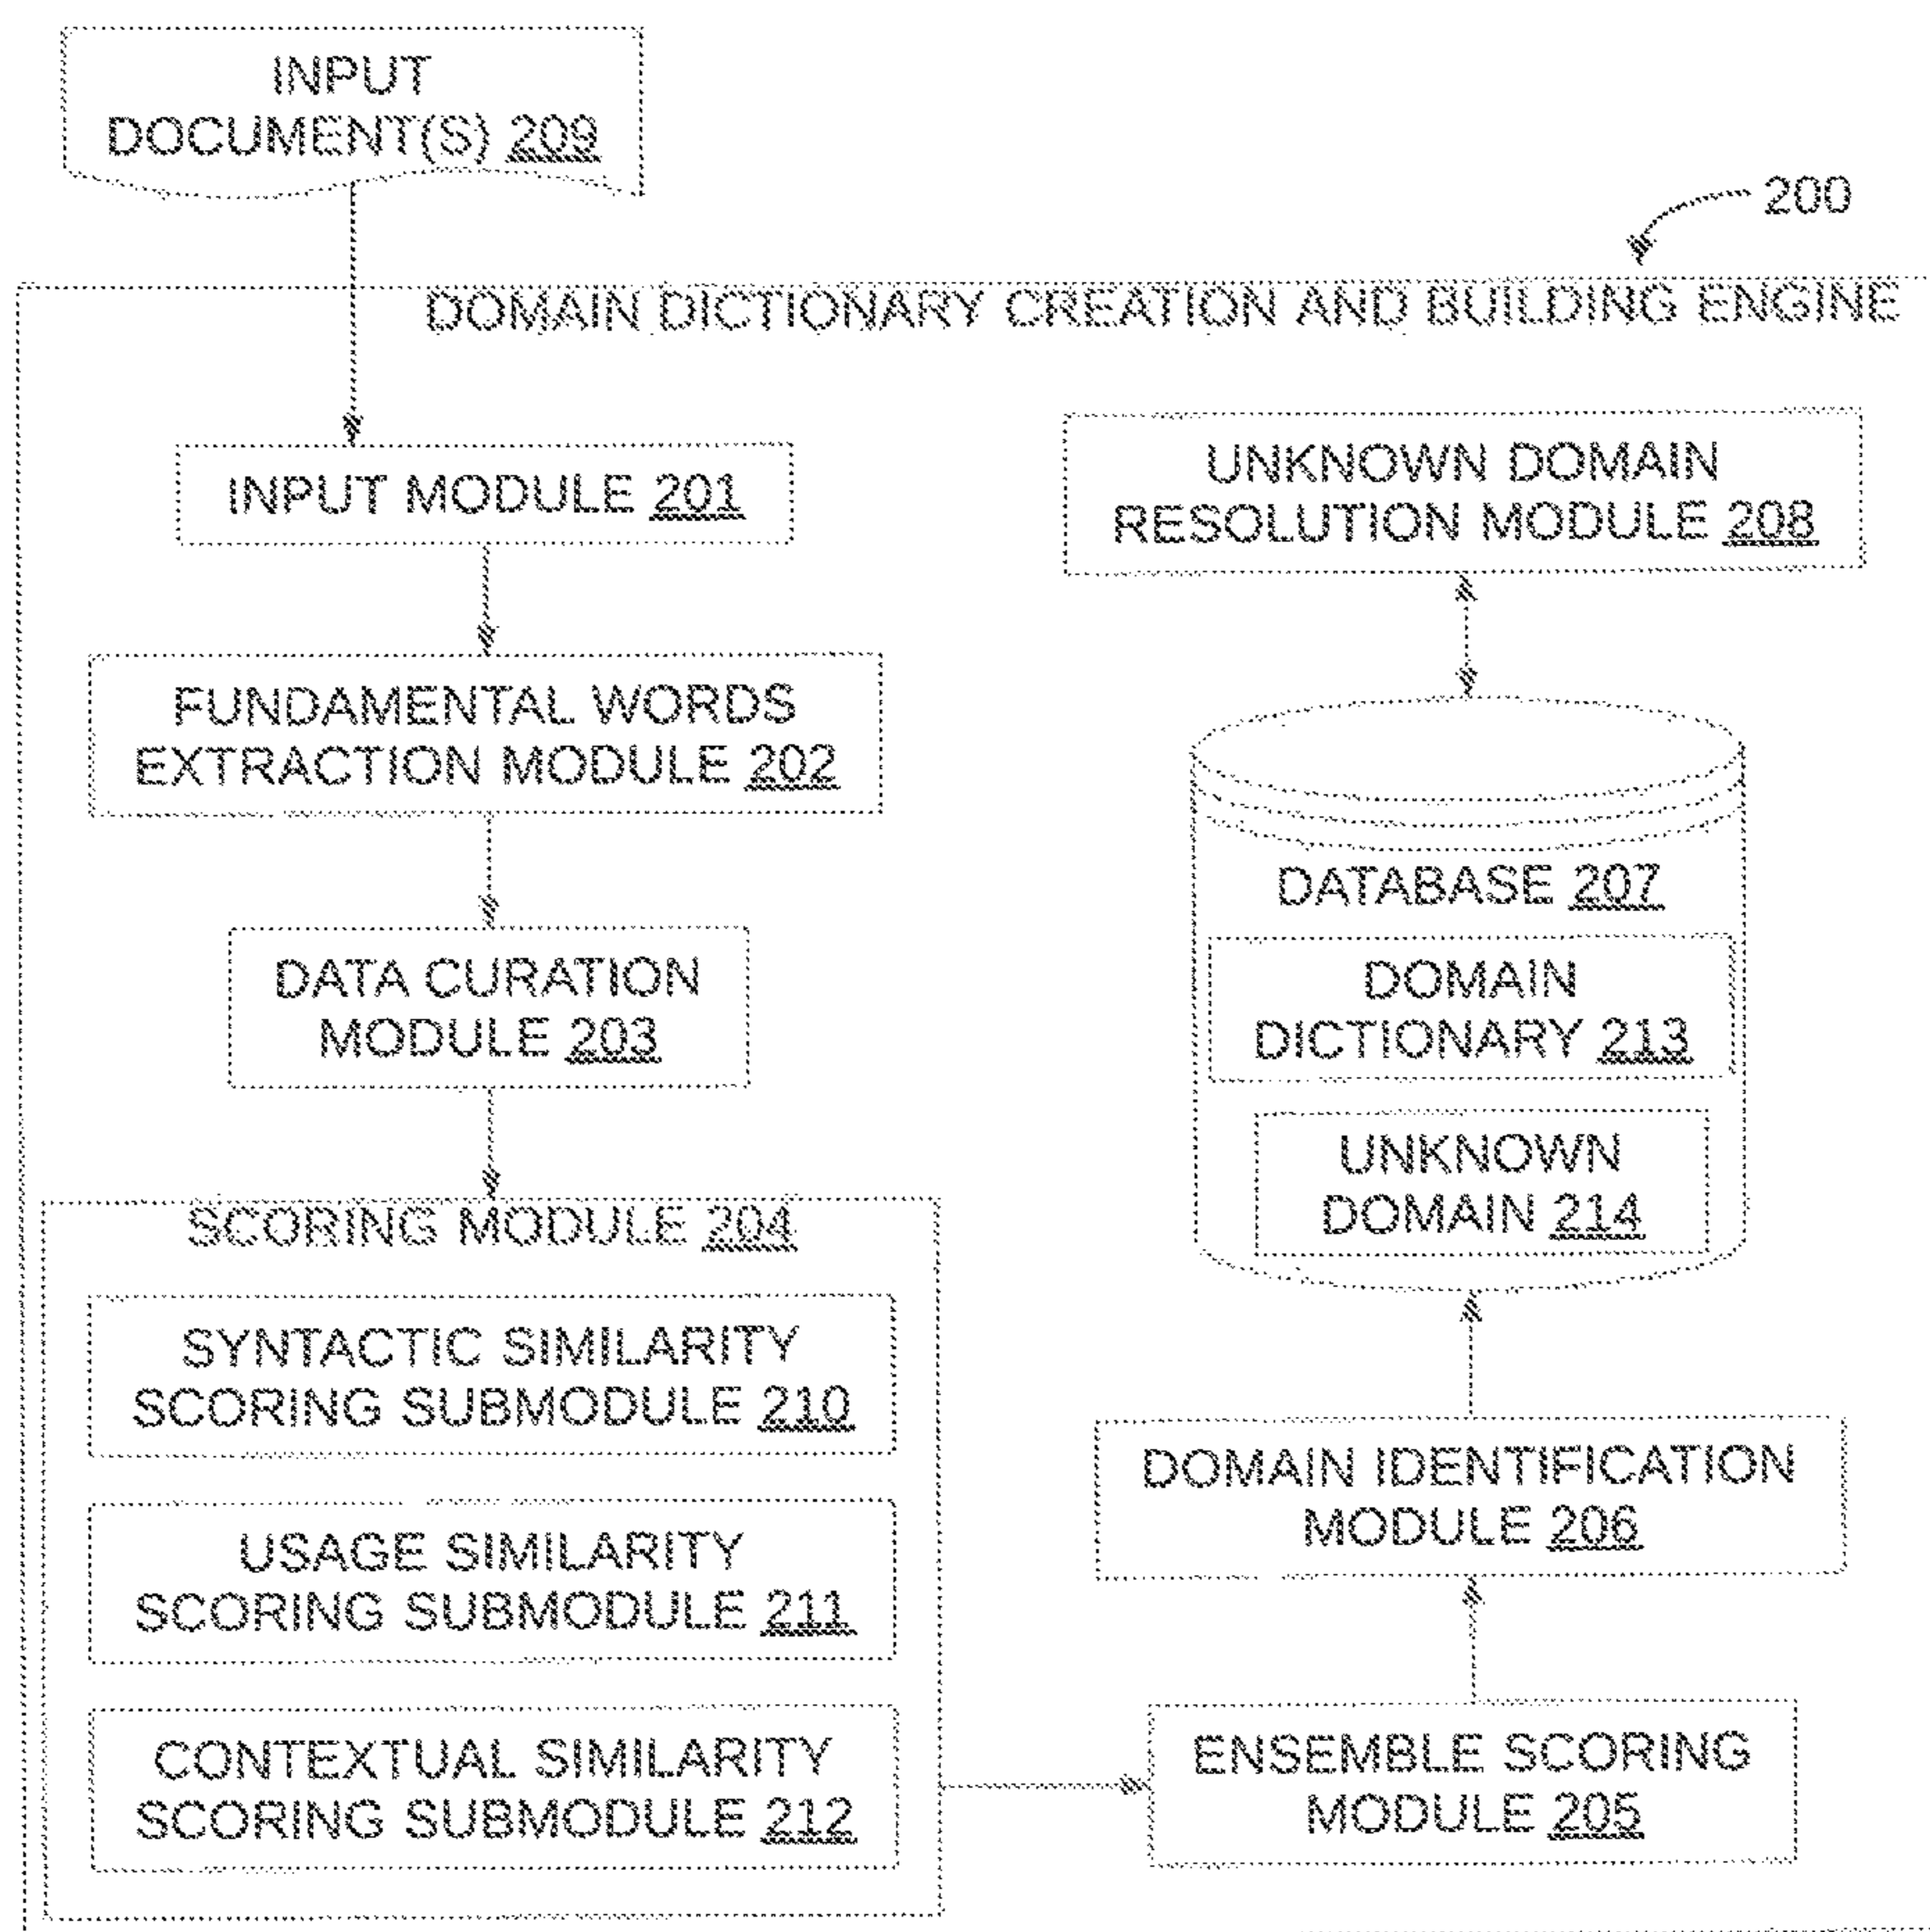 INPUT
DOCUMENT(S) 209
200
DOMAIN DICTIONARY CREATION AND BUILDING ENGINE
INPUT MODULE 201
FUNDAMENTAL WORDS
EXTRACTION MODULE 202
DATA CURATION
MODULE 203
SCORING MODULE 204
SYNTACTIC SIMILARITY
SCORING SUBMODULE 210
USAGE SIMILARITY
SCORING SUBMODULE 211
CONTEXTUAL SIMILARITY
SCORING SUBMODULE 212
UNKNOWN DOMAIN
RESOLUTION MODULE 208
DATABASE 207
DOMAIN
DICTIONARY 213
UNKNOWN
DOMAIN 214
DOMAIN IDENTIFICATION
MODULE 206
ENSEMBLE SCORING
MODULE 205